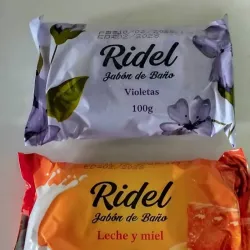 Ridel
Jabón de Baño
Violetas
100g
Ridel
Jabón de Baño
Leche y miel